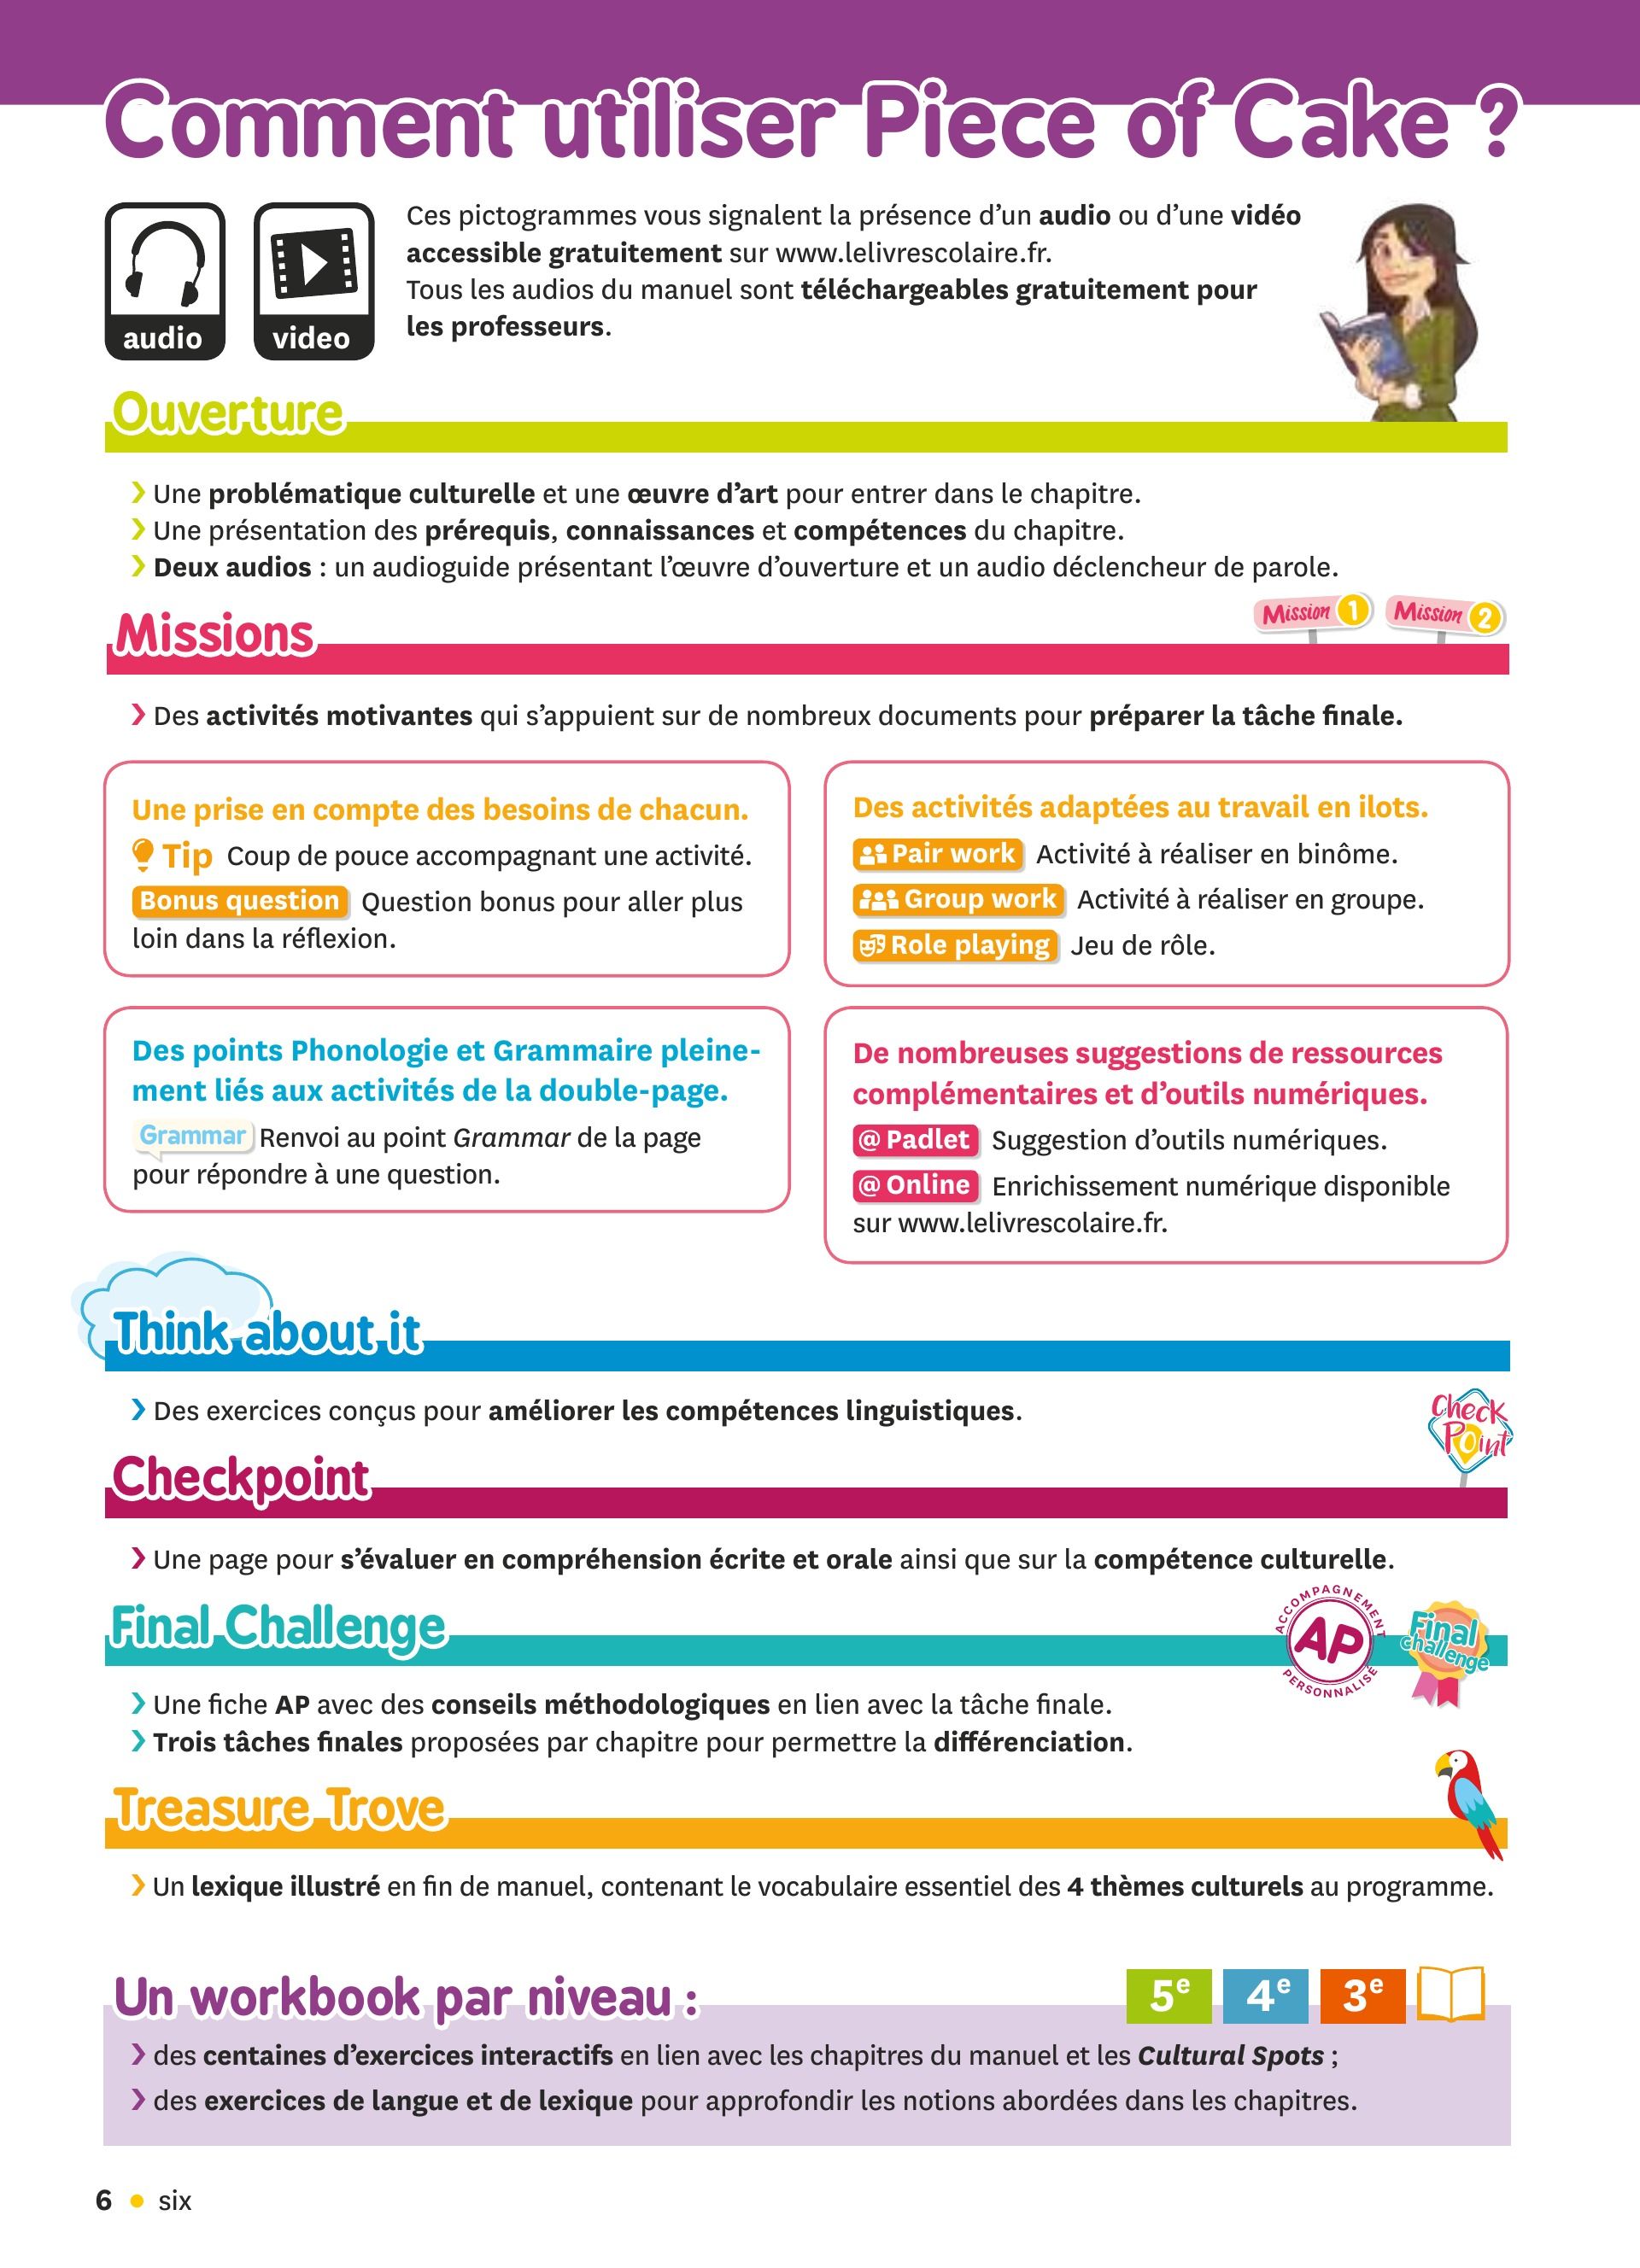 Comment utiliser Piece of Cake ?
audio
video
Ces pictogrammes vous signalent la présence d'un audio ou d'une vidéo
accessible gratuitement sur www.lelivrescolaire.fr.
Tous les audios du manuel sont téléchargeables gratuitement pour
les professeurs.
Ouverture
› Une problématique culturelle et une œuvre d'art pour entrer dans le chapitre.
› Une présentation des prérequis, connaissances et compétences du chapitre.
› Deux audios : un audioguide présentant l'œuvre d'ouverture et un audio déclencheur de parole.
Missions
Mission 1
Mission 2
› Des activités motivantes qui s'appuient sur de nombreux documents pour préparer la tâche finale.
Une prise en compte des besoins de chacun.
Tip Coup de pouce accompagnant une activité.
Bonus question Question bonus pour aller plus
loin dans la réflexion.
Des activités adaptées au travail en ilots.
Pair work Activité à réaliser en binôme.
Group work Activité à réaliser en groupe.
Role playing Jeu de rôle.
Des points Phonologie et Grammaire pleine-
ment liés aux activités de la double-page.
Grammar Renvoi au point Grammar de la page
pour répondre à une question.
De nombreuses suggestions de ressources
complémentaires et d'outils numériques.
@ Padlet Suggestion d'outils numériques.
@ Online Enrichissement numérique disponible
sur www.lelivrescolaire.fr.
Think about it
› Des exercices conçus pour améliorer les compétences linguistiques.
Check
Point
Checkpoint
› Une page pour s'évaluer en compréhension écrite et orale ainsi que sur la compétence culturelle.
Final Challenge
ACCOMPAGNEMENT
AP
PERSONNALISÉ
Final
challenge
› Une fiche AP avec des conseils méthodologiques en lien avec la tâche finale.
› Trois tâches finales proposées par chapitre pour permettre la différenciation.
Treasure Trove
› Un lexique illustré en fin de manuel, contenant le vocabulaire essentiel des 4 thèmes culturels au programme.
Un workbook par niveau :
5e 4e 3e
› des centaines d'exercices interactifs en lien avec les chapitres du manuel et les Cultural Spots ;
› des exercices de langue et de lexique pour approfondir les notions abordées dans les chapitres.
6 • six